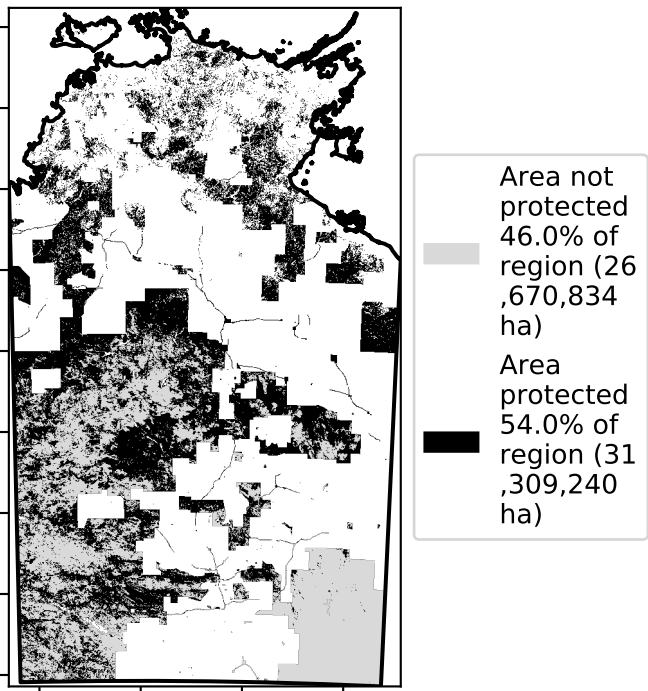 Area not
protected
46.0% of
region (26
,670,834
ha)
Area
protected
54.0% of
region (31
,309,240
ha)